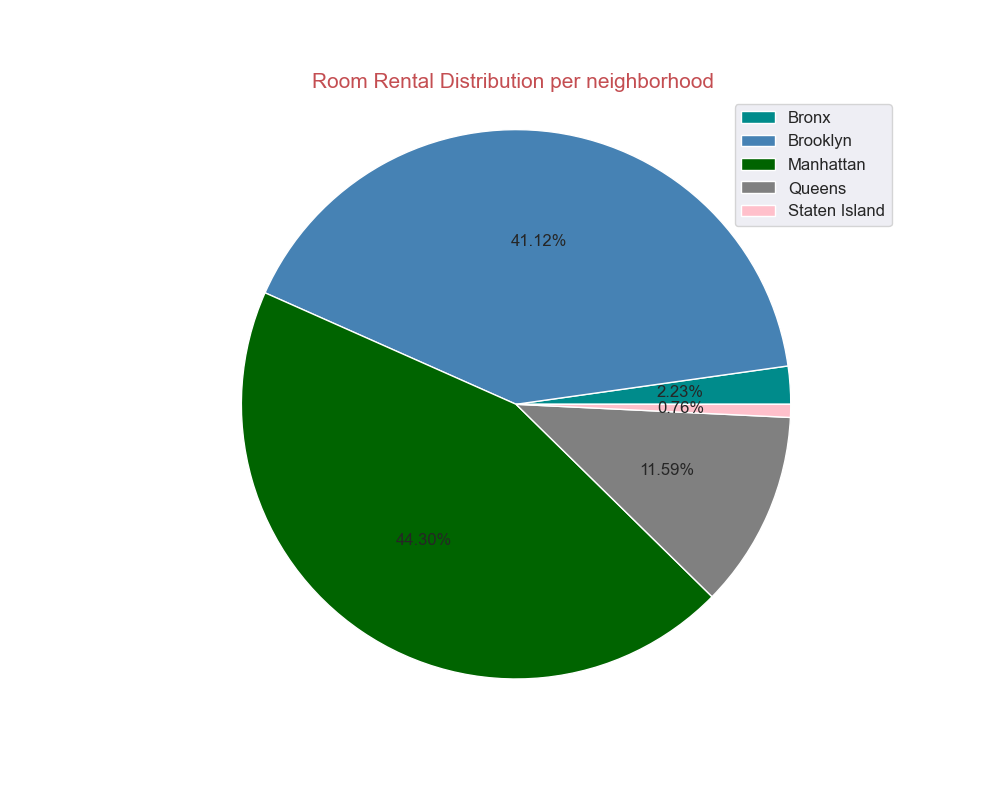 Room Rental Distribution per neighborhood
Bronx
Brooklyn
Manhattan
Queens
Staten Island
41.12%
2.23%
0.76%
11.59%
44.30%